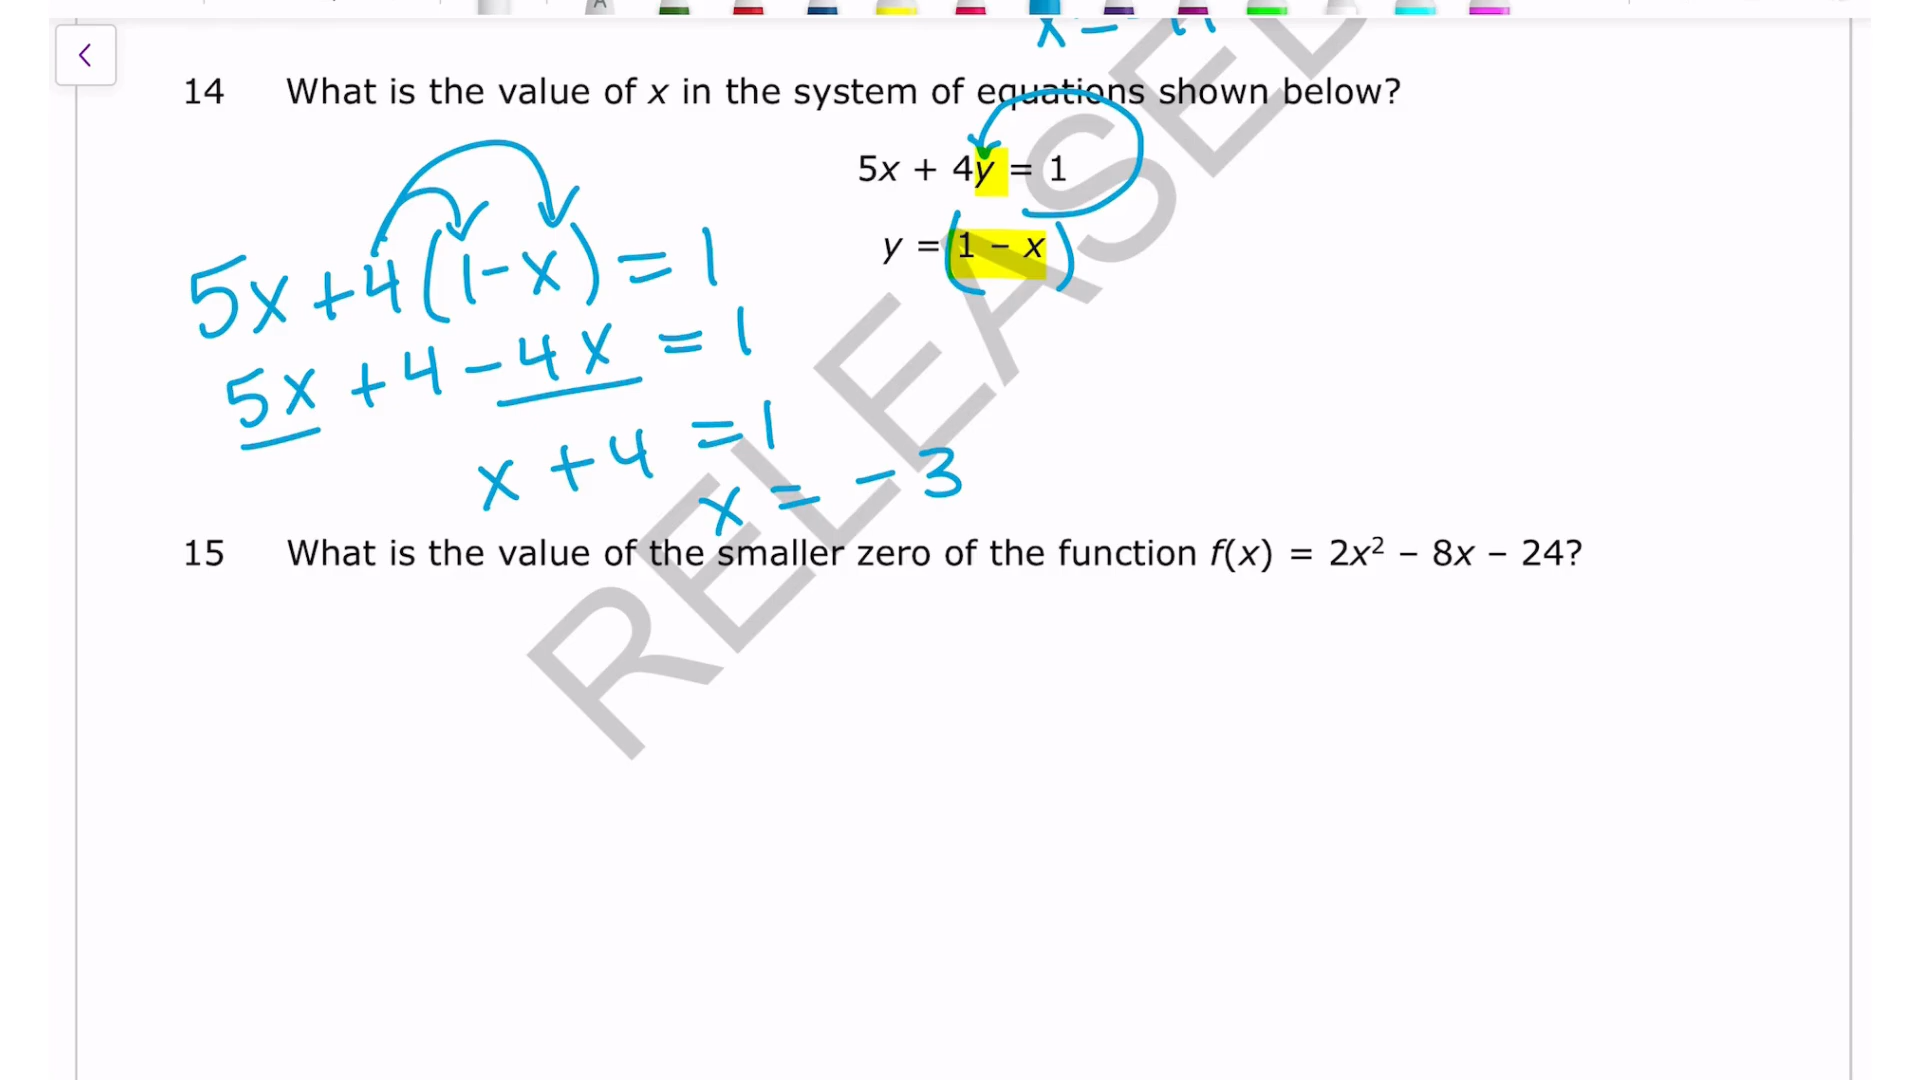 14 What is the value of x in the system of equations shown below?
5x + 4y = 1
y = (1 − x)
5x + 4(1 - x) = 1
5x + 4 - 4x = 1
x + 4 = 1
x = - 3
15 What is the value of the smaller zero of the function f(x) = 2x² − 8x − 24?
RELEASED